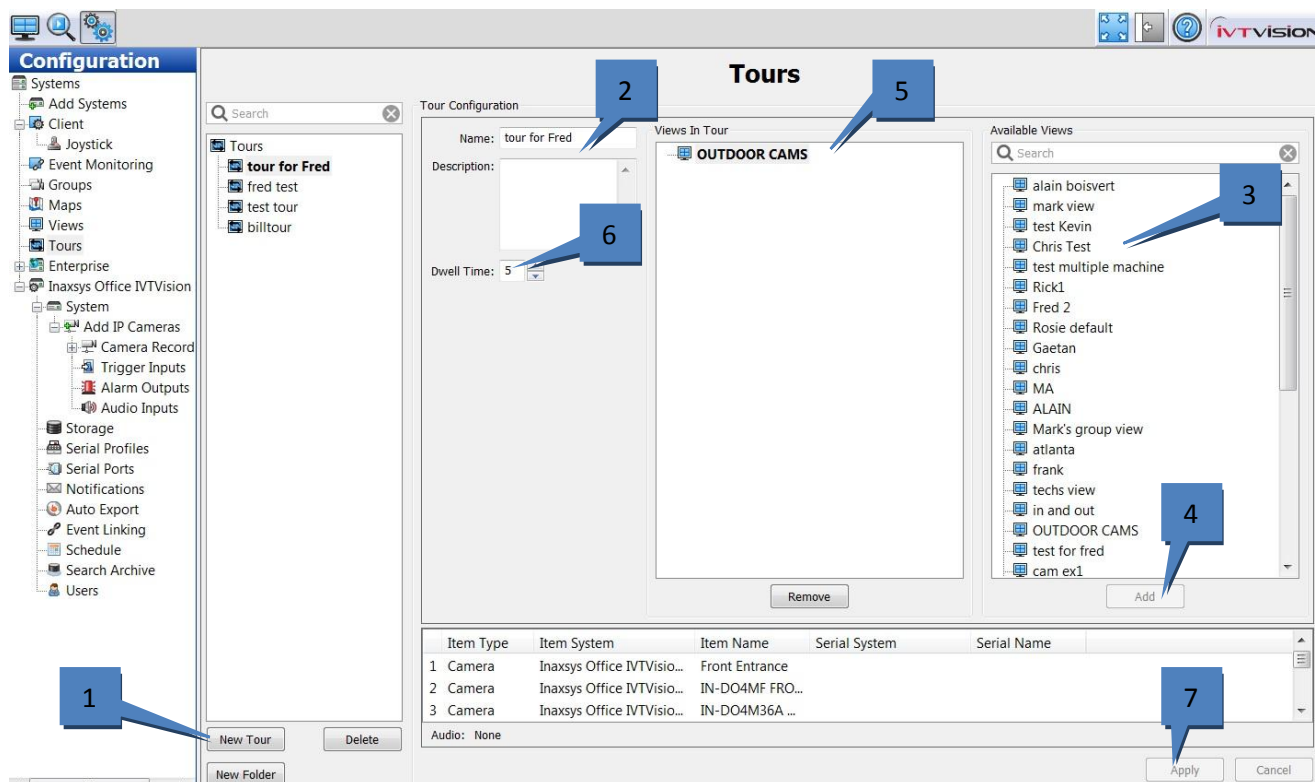 ivtvision
Configuration
Systems
Add Systems
Client
Joystick
Event Monitoring
Groups
Maps
Views
Tours
Enterprise
Inaxsys Office IVTVision
System
Add IP Cameras
Camera Record
Trigger Inputs
Alarm Outputs
Audio Inputs
Storage
Serial Profiles
Serial Ports
Notifications
Auto Export
Event Linking
Schedule
Search Archive
Users
Search
Tours
tour for Fred
fred test
test tour
billtour
1
New Tour
Delete
New Folder
Tours
Tour Configuration
2
Name: tour for Fred
Description:
6
Dwell Time: 5
5
Views In Tour
OUTDOOR CAMS
Remove
Available Views
Search
3
alain boisvert
mark view
test Kevin
Chris Test
test multiple machine
Rick1
Fred 2
Rosie default
Gaetan
chris
MA
ALAIN
Mark's group view
atlanta
frank
techs view
in and out
OUTDOOR CAMS
test for fred
cam ex1
4
Add
Item Type Item System Item Name Serial System Serial Name
1 Camera Inaxsys Office IVTVisio... Front Entrance
2 Camera Inaxsys Office IVTVisio... IN-DO4MF FRO...
3 Camera Inaxsys Office IVTVisio... IN-DO4M36A ...
Audio: None
7
Apply
Cancel